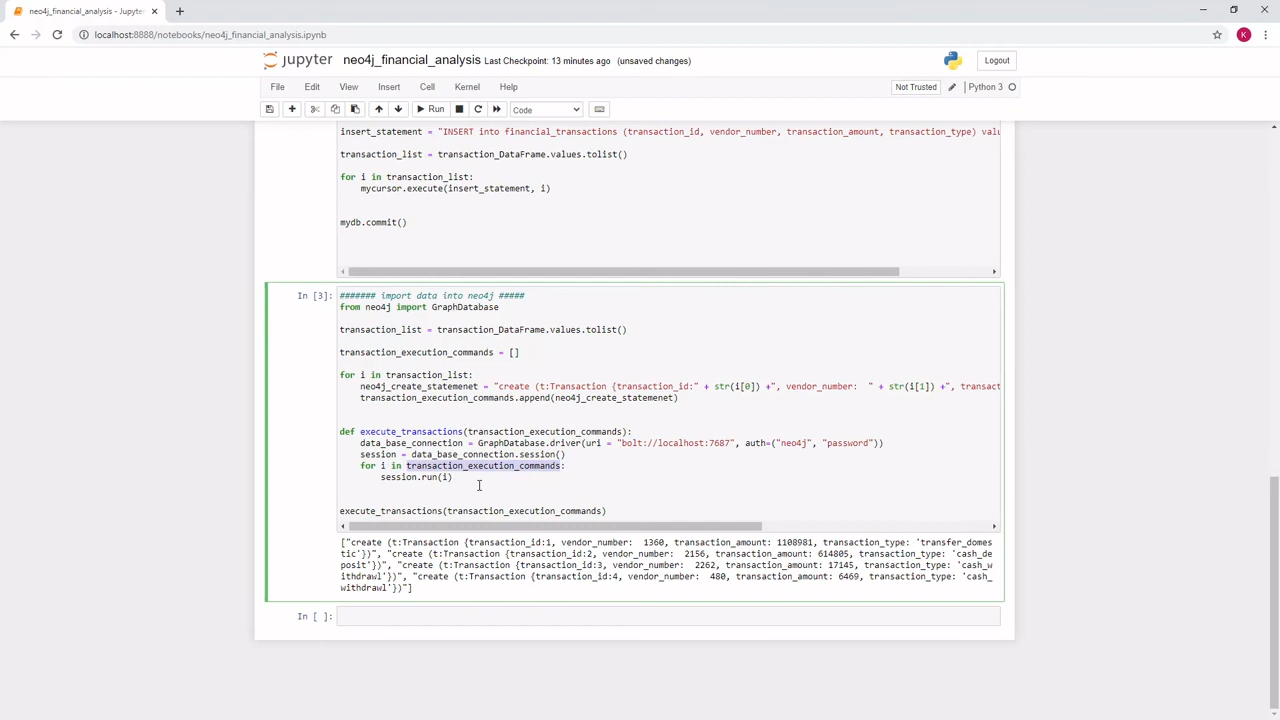 neo4j_financial_analysis - Jupyte
localhost:8888/notebooks/neo4j_financial_analysis.ipynb
K
jupyter neo4j_financial_analysis Last Checkpoint: 13 minutes ago (unsaved changes)
Logout
File Edit View Insert Cell Kernel Help
Not Trusted
Python 3
Run
Code
insert_statement = "INSERT into financial_transactions (transaction_id, vendor_number, transaction_amount, transaction_type) valu
transaction_list = transaction_DataFrame.values.tolist()
for i in transaction_list:
mycursor.execute(insert_statement, i)
mydb.commit()
In [3]:
####### import data into neo4j #####
from neo4j import GraphDatabase
transaction_list = transaction_DataFrame.values.tolist()
transaction_execution_commands = []
for i in transaction_list:
neo4j_create_statemenet = "create (t:Transaction {transaction_id:" + str(i[0]) +", vendor_number:  " + str(i[1]) +", transact
transaction_execution_commands.append(neo4j_create_statemenet)
def execute_transactions(transaction_execution_commands):
data_base_connection = GraphDatabase.driver(uri = "bolt://localhost:7687", auth=("neo4j", "password"))
session = data_base_connection.session()
for i in transaction_execution_commands:
session.run(i)
execute_transactions(transaction_execution_commands)
["create (t:Transaction {transaction_id:1, vendor_number:  1360, transaction_amount: 1108981, transaction_type: 'transfer_domes
tic'})", "create (t:Transaction {transaction_id:2, vendor_number:  2156, transaction_amount: 614805, transaction_type: 'cash_de
posit'})", "create (t:Transaction {transaction_id:3, vendor_number:  2262, transaction_amount: 17145, transaction_type: 'cash_w
ithdrawl'})", "create (t:Transaction {transaction_id:4, vendor_number:  480, transaction_amount: 6469, transaction_type: 'cash_
withdrawl'})"]
In [ ]: